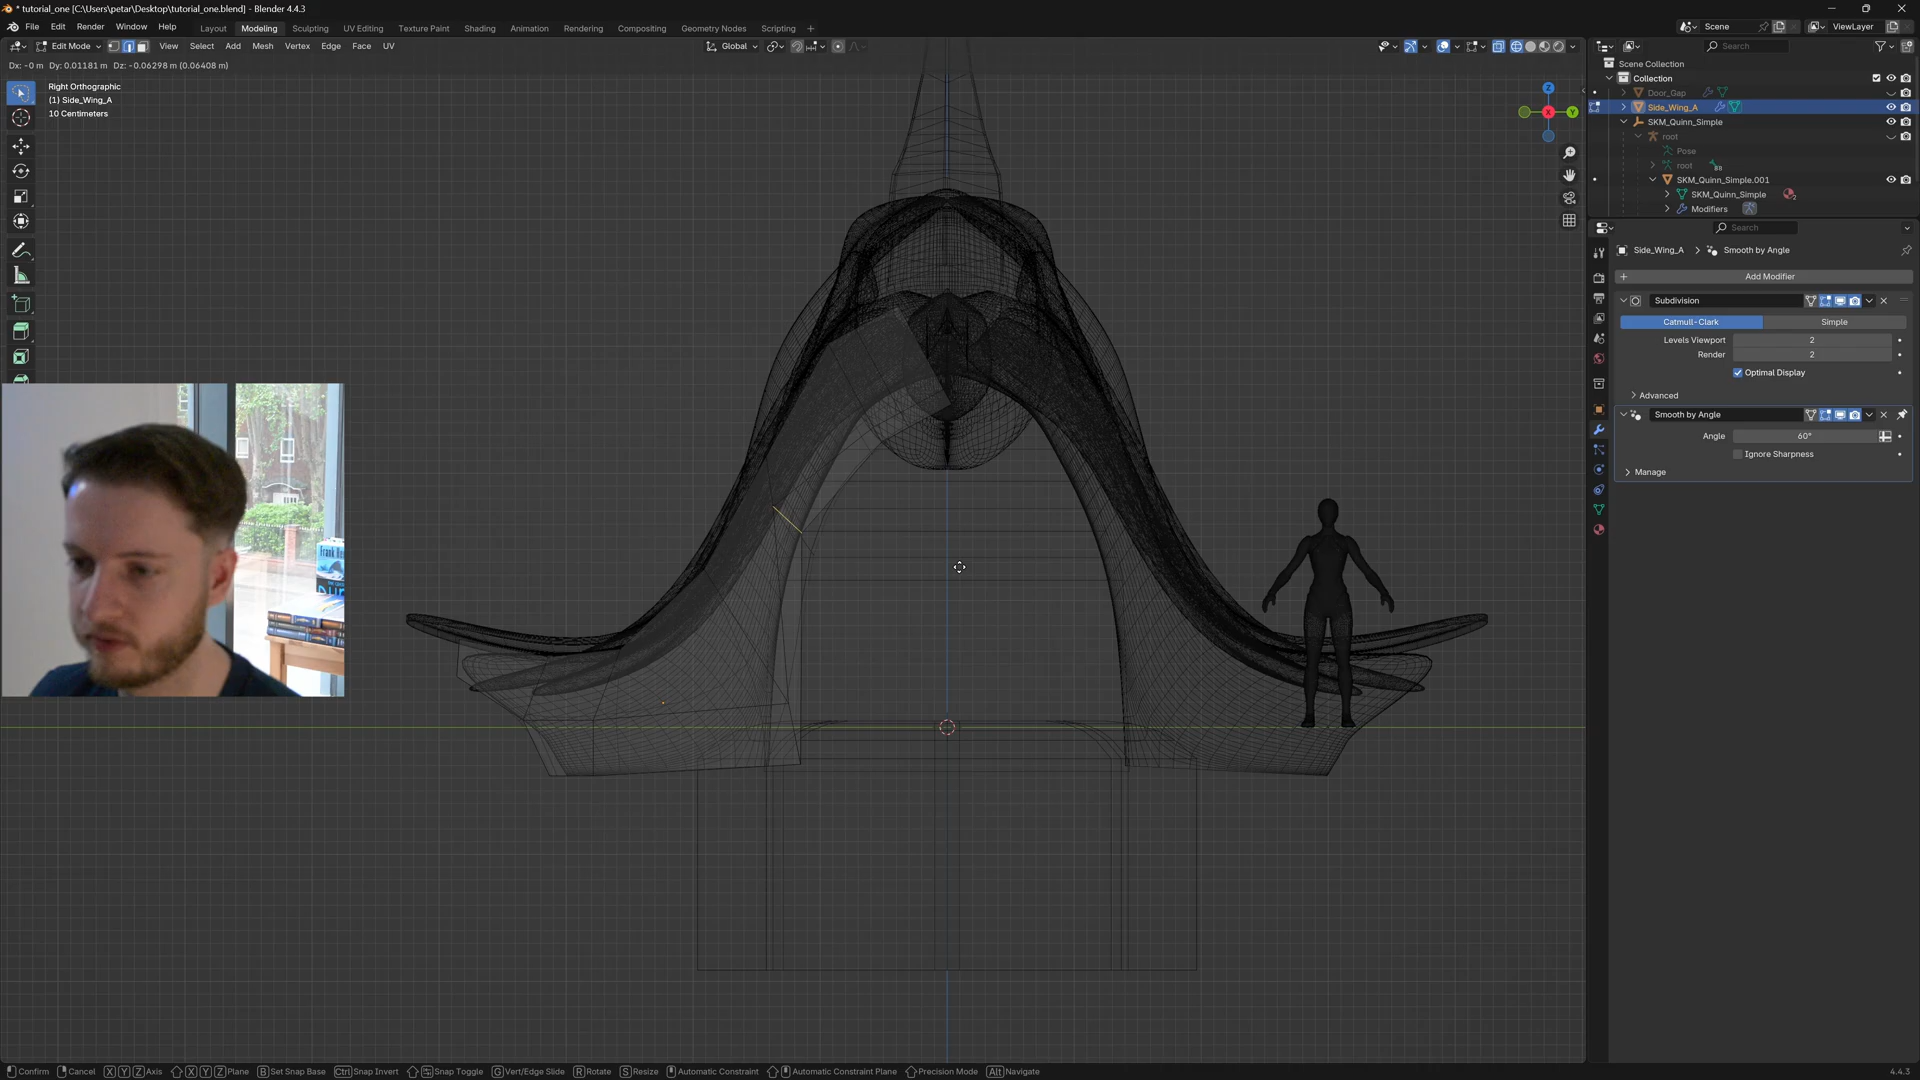 * tutorial_one [C:\Users\petar\Desktop\tutorial_one.blend] - Blender 4.4.3
File Edit Render Window Help
Layout Modeling Sculpting UV Editing Texture Paint Shading Animation Rendering Compositing Geometry Nodes Scripting +
Scene
ViewLayer
Edit Mode View Select Add Mesh Vertex Edge Face UV
Global
Search
Dx: -0 m Dy: 0.01181 m Dz: -0.06298 m (0.06408 m)
Right Orthographic
(1) Side_Wing_A
10 Centimeters
Z
X
Y
Scene Collection
Collection
Door_Gap
Side_Wing_A
SKM_Quinn_Simple
root
Pose
root
SKM_Quinn_Simple.001
SKM_Quinn_Simple
2
Modifiers
Search
Side_Wing_A > Smooth by Angle
+ Add Modifier
Subdivision
Catmull-Clark Simple
Levels Viewport 2
Render 2
Optimal Display
Advanced
Smooth by Angle
Angle 60°
Ignore Sharpness
Manage
Confirm Cancel X Y Z Axis X Y Z Plane B Set Snap Base Ctrl Snap Invert Snap Toggle G Vert/Edge Slide R Rotate S Resize Automatic Constraint Automatic Constraint Plane Precision Mode Alt Navigate
4.4.3